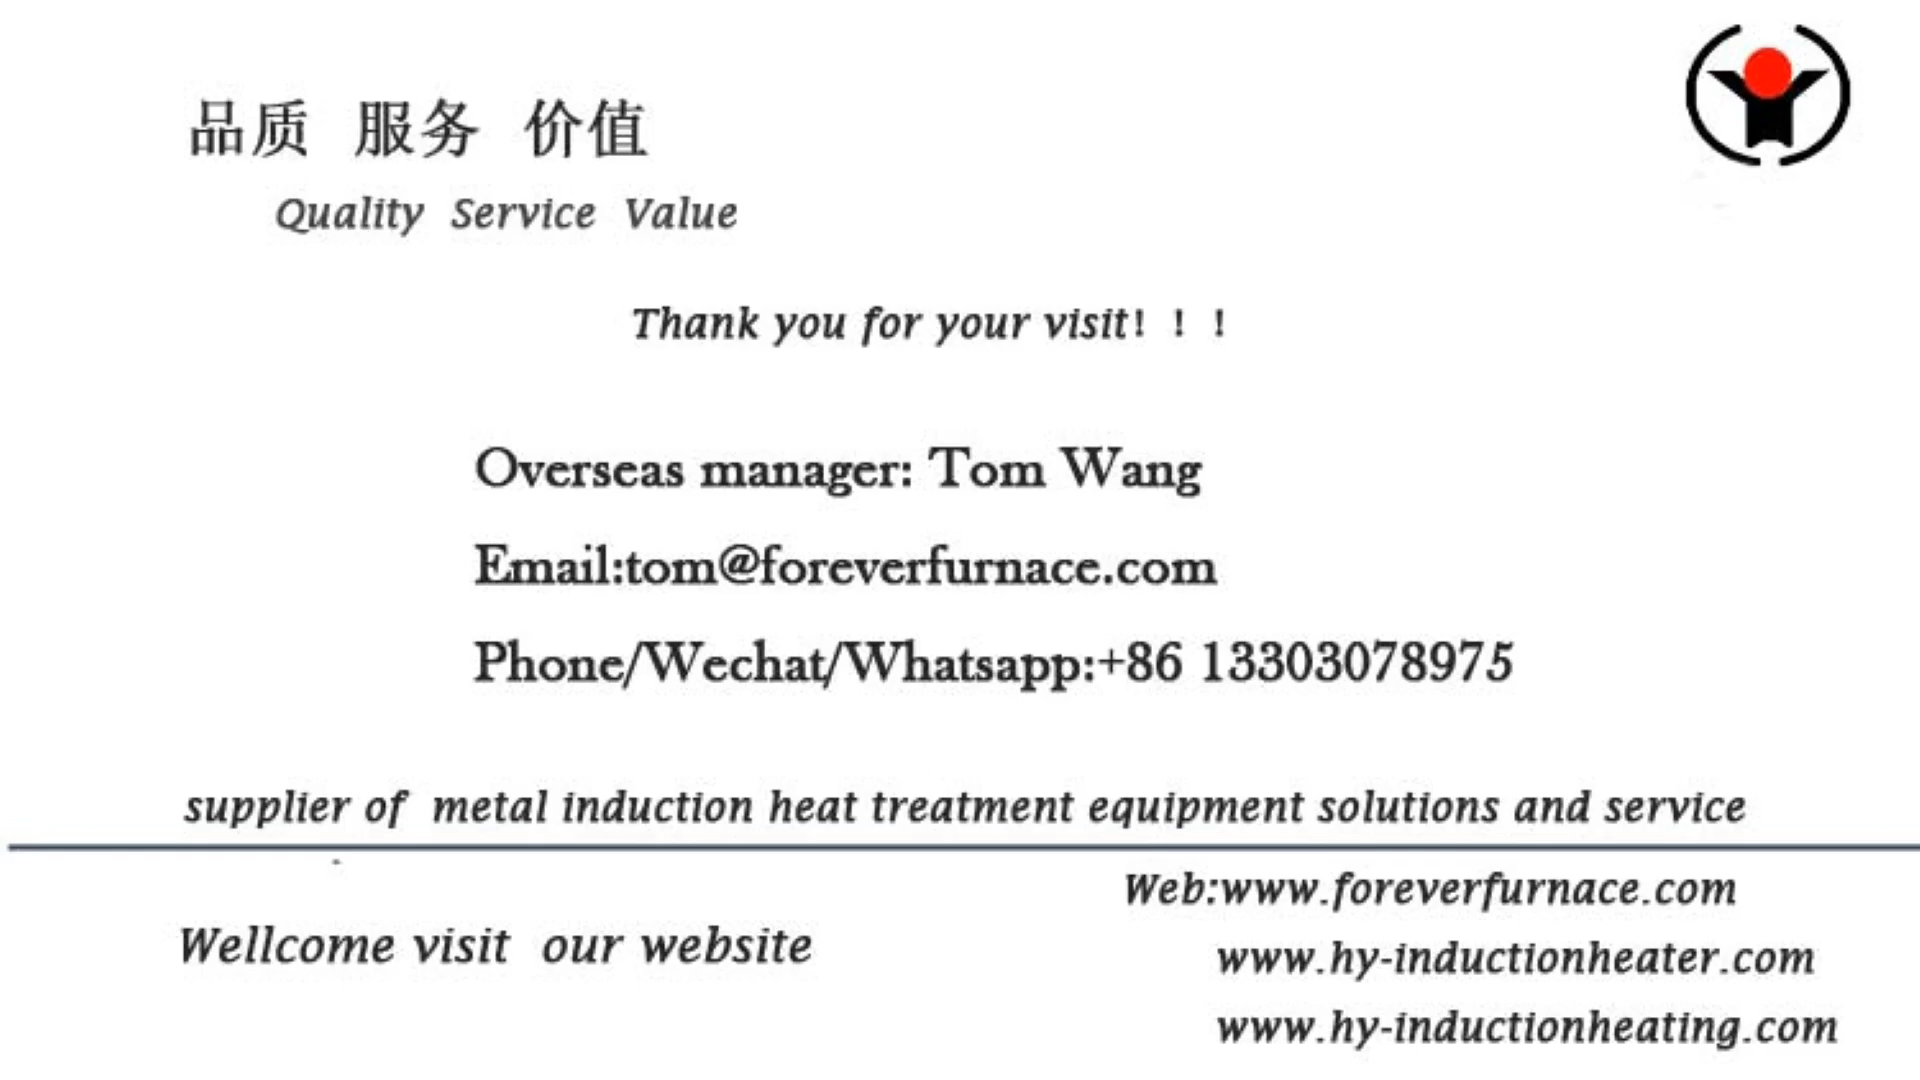 品质 服务 价值
Quality Service Value
Thank you for your visit！！！
Overseas manager: Tom Wang
Email:tom@foreverfurnace.com
Phone/Wechat/Whatsapp:+86 13303078975
supplier of metal induction heat treatment equipment solutions and service
Wellcome visit our website
Web:www.foreverfurnace.com
www.hy-inductionheater.com
www.hy-inductionheating.com